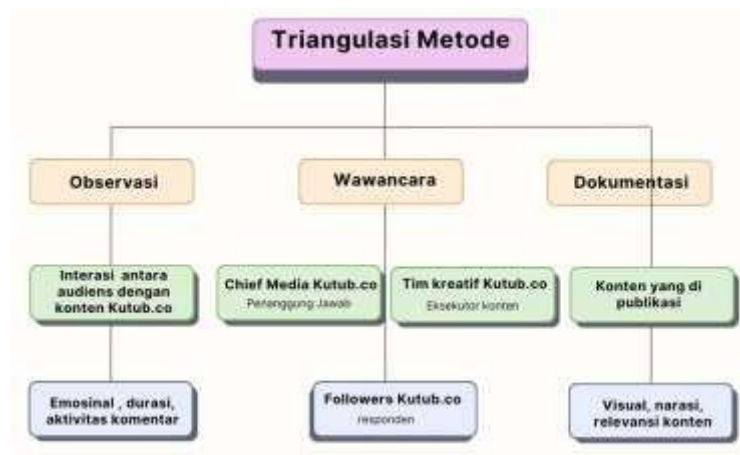 Triangulasi Metode
Observasi
Wawancara
Dokumentasi
Interasi antara
audiens dengan
konten Kutub.co
Chief Media Kutub.co
Penanggung Jawab
Tim kreatif Kutub.co
Eksekutor konten
Konten yang di
publikasi
Emosinal , durasi,
aktivitas komentar
Followers Kutub.co
responden
Visual, narasi,
relevansi konten